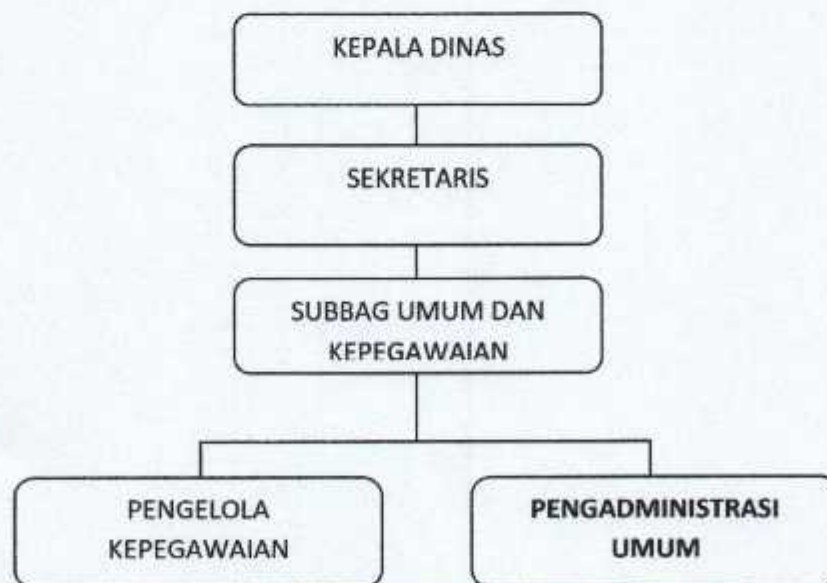 KEPALA DINAS
SEKRETARIS
SUBBAG UMUM DAN
KEPEGAWAIAN
PENGELOLA
KEPEGAWAIAN
PENGADMINISTRASI
UMUM